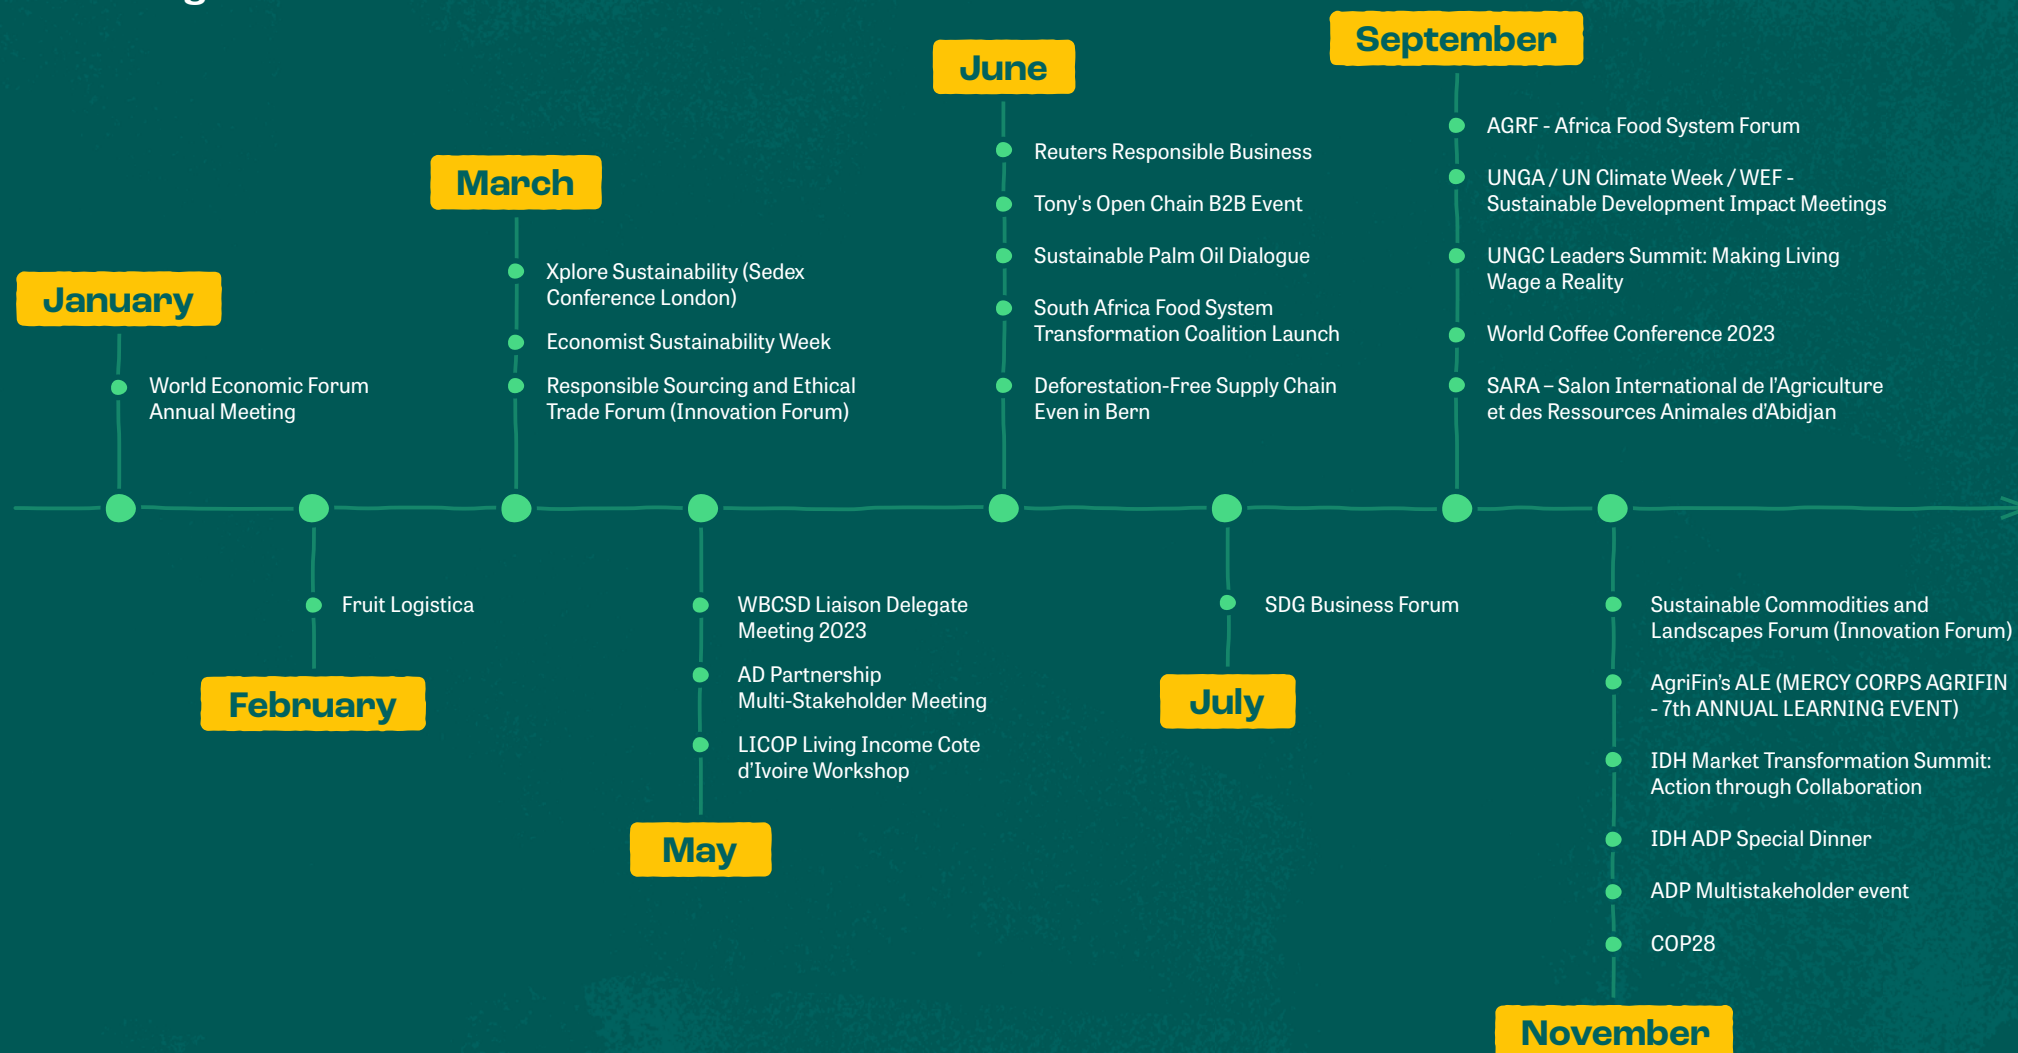 January
World Economic Forum
Annual Meeting
February
Fruit Logistica
March
Xplore Sustainability (Sedex
Conference London)
Economist Sustainability Week
Responsible Sourcing and Ethical
Trade Forum (Innovation Forum)
May
WBCSD Liaison Delegate
Meeting 2023
AD Partnership
Multi-Stakeholder Meeting
LICOP Living Income Cote
d'Ivoire Workshop
June
Reuters Responsible Business
Tony's Open Chain B2B Event
Sustainable Palm Oil Dialogue
South Africa Food System
Transformation Coalition Launch
Deforestation-Free Supply Chain
Even in Bern
July
SDG Business Forum
September
AGRF - Africa Food System Forum
UNGA / UN Climate Week / WEF -
Sustainable Development Impact Meetings
UNGC Leaders Summit: Making Living
Wage a Reality
World Coffee Conference 2023
SARA – Salon International de l'Agriculture
et des Ressources Animales d'Abidjan
November
Sustainable Commodities and
Landscapes Forum (Innovation Forum)
AgriFin's ALE (MERCY CORPS AGRIFIN
- 7th ANNUAL LEARNING EVENT)
IDH Market Transformation Summit:
Action through Collaboration
IDH ADP Special Dinner
ADP Multistakeholder event
COP28